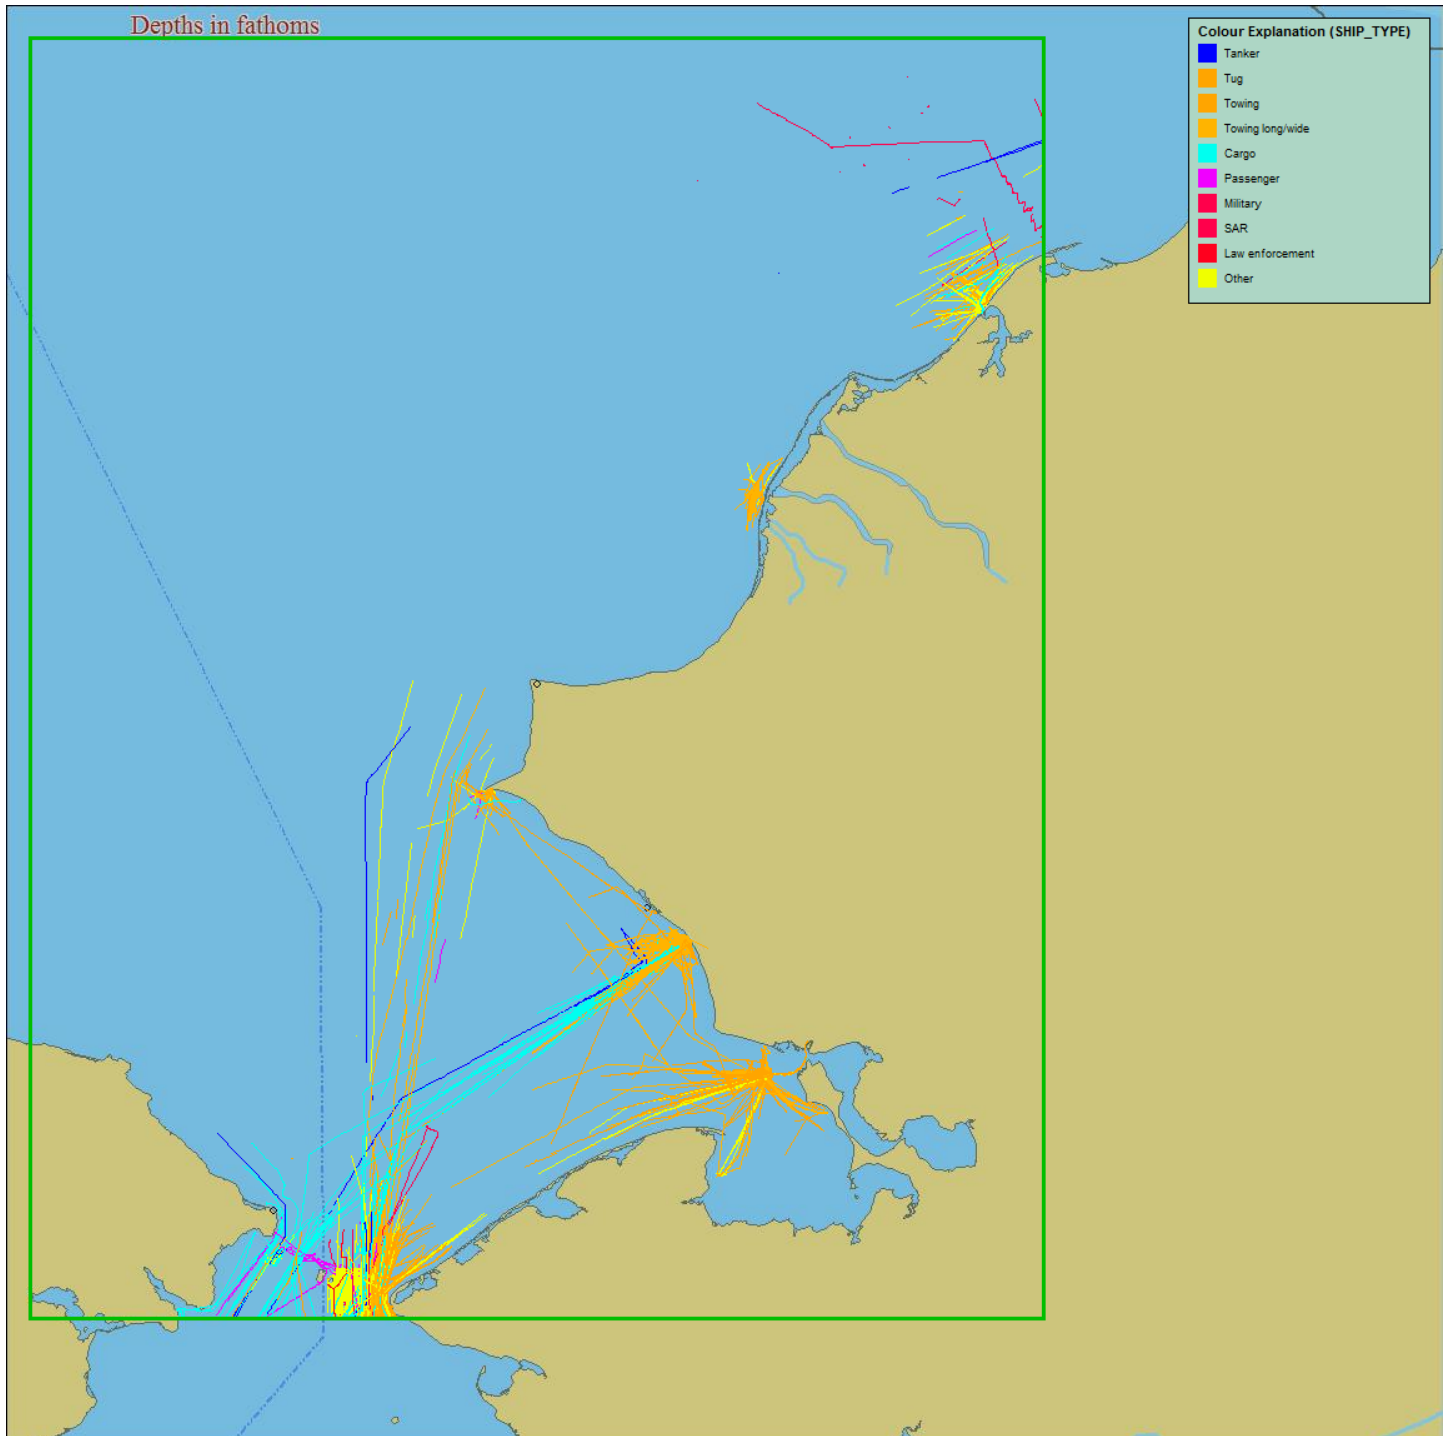 Depths in fathoms
Colour Explanation (SHIP_TYPE)
Tanker
Tug
Towing
Towing long/wide
Cargo
Passenger
Military
SAR
Law enforcement
Other